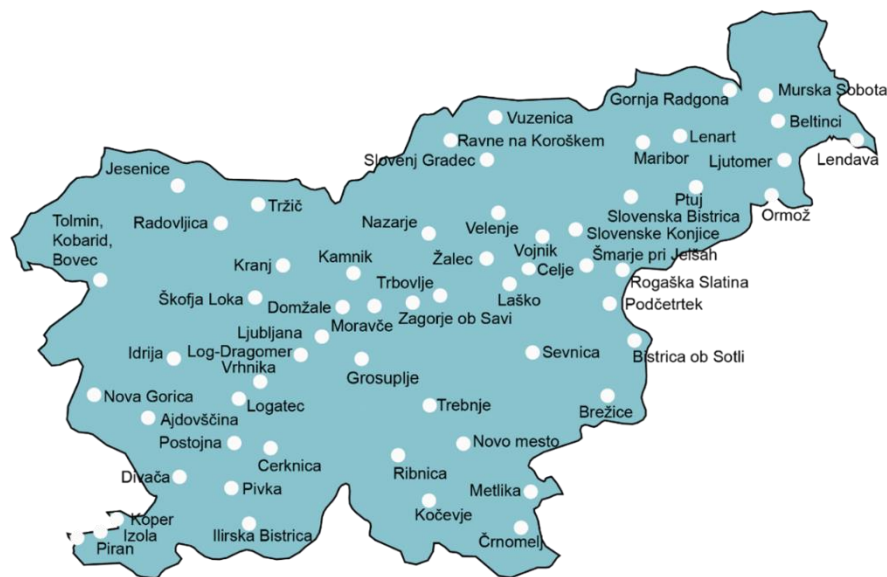 Murska Sobota
Gornja Radgona
Vuzenica
Beltinci
Ravne na Koroškem
Lenart
Maribor
Lendava
Slovenj Gradec
Ljutomer
Jesenice
Ptuj
Tržič
Slovenska Bistrica
Ormož
Tolmin,
Kobarid,
Bovec
Radovljica
Nazarje
Velenje
Slovenske Konjice
Vojnik
Kranj
Kamnik
Žalec
Celje
Šmarje pri Jelšah
Trbovlje
Rogaška Slatina
Škofja Loka
Domžale
Laško
Podčetrtek
Moravče
Zagorje ob Savi
Ljubljana
Log-Dragomer
Idrija
Vrhnika
Grosuplje
Sevnica
Bistrica ob Sotli
Nova Gorica
Logatec
Trebnje
Brežice
Ajdovščina
Postojna
Novo mesto
Cerknica
Ribnica
Divača
Pivka
Metlika
Kočevje
Koper
Izola
Ilirska Bistrica
Črnomelj
Piran